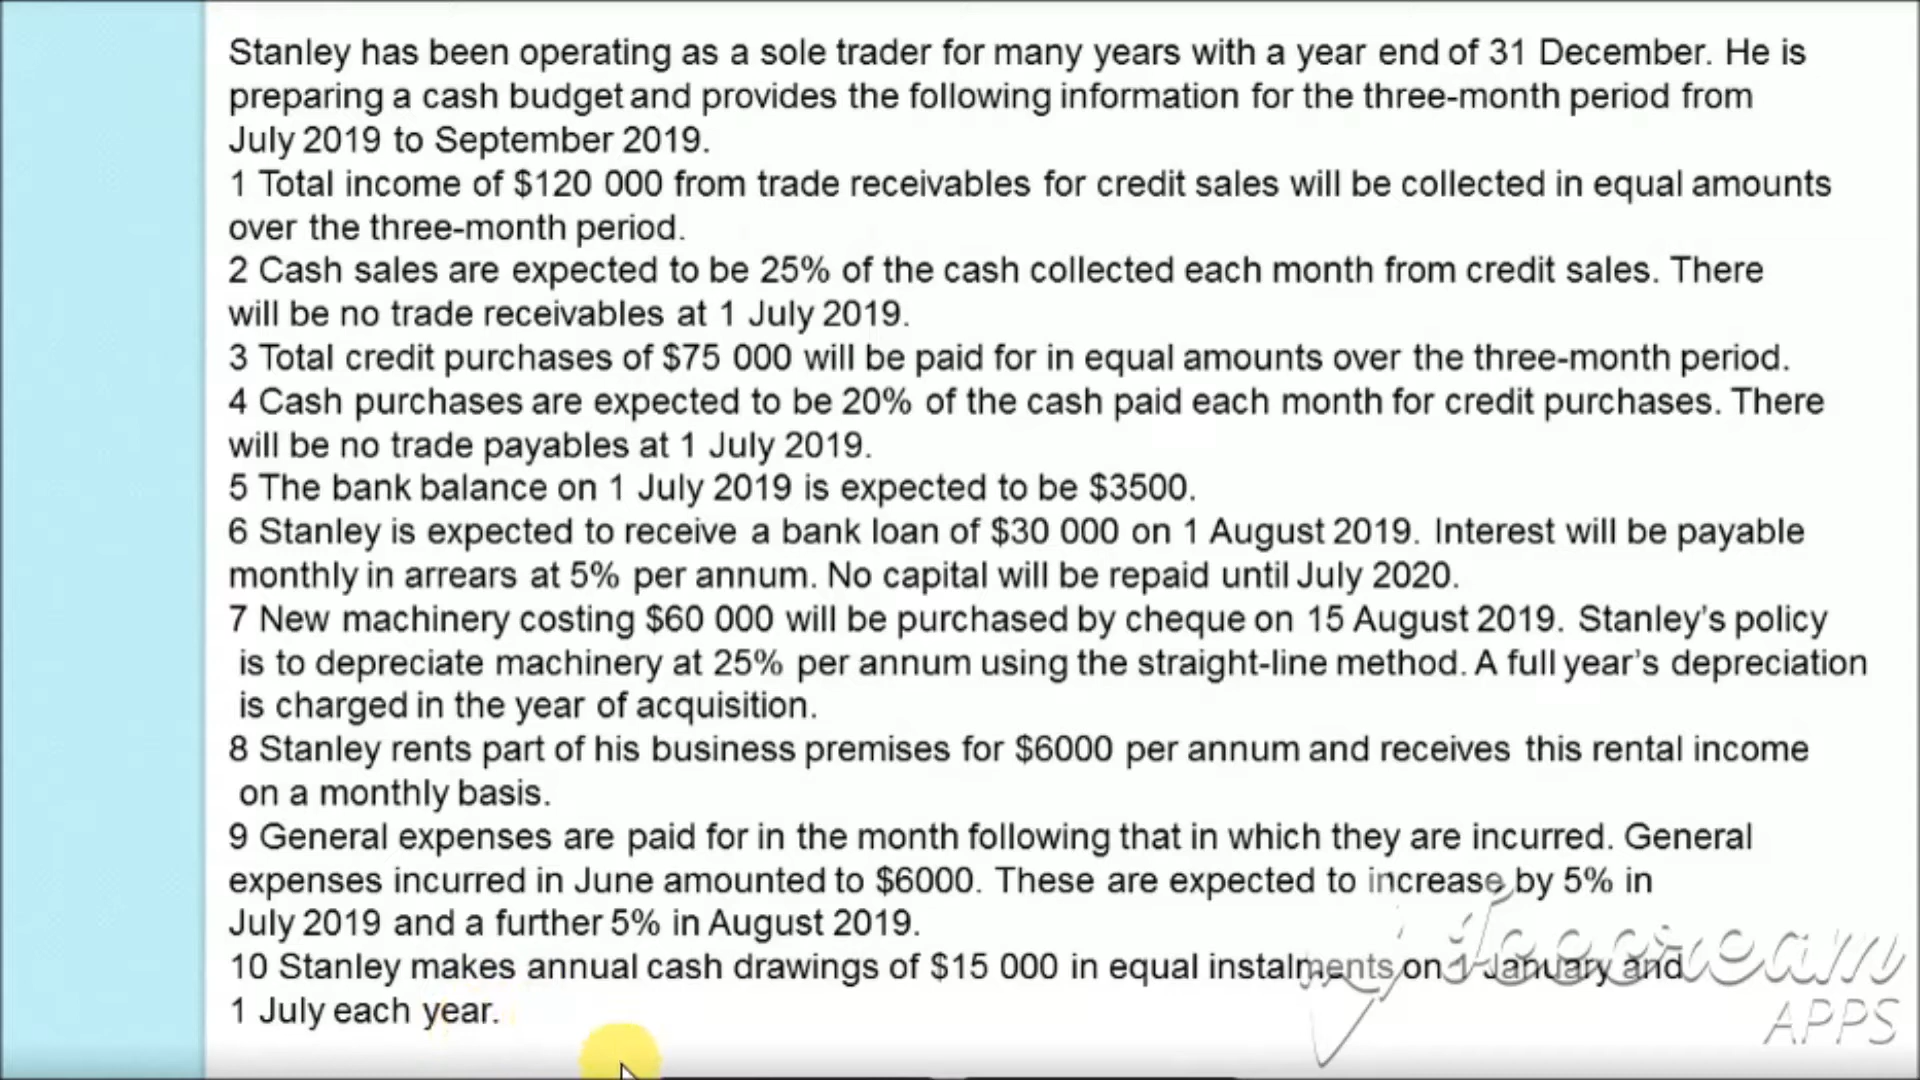 Stanley has been operating as a sole trader for many years with a year end of 31 December. He is
preparing a cash budget and provides the following information for the three-month period from
July 2019 to September 2019.
1 Total income of $120 000 from trade receivables for credit sales will be collected in equal amounts
over the three-month period.
2 Cash sales are expected to be 25% of the cash collected each month from credit sales. There
will be no trade receivables at 1 July 2019.
3 Total credit purchases of $75 000 will be paid for in equal amounts over the three-month period.
4 Cash purchases are expected to be 20% of the cash paid each month for credit purchases. There
will be no trade payables at 1 July 2019.
5 The bank balance on 1 July 2019 is expected to be $3500.
6 Stanley is expected to receive a bank loan of $30 000 on 1 August 2019. Interest will be payable
monthly in arrears at 5% per annum. No capital will be repaid until July 2020.
7 New machinery costing $60 000 will be purchased by cheque on 15 August 2019. Stanley's policy
is to depreciate machinery at 25% per annum using the straight-line method. A full year's depreciation
is charged in the year of acquisition.
8 Stanley rents part of his business premises for $6000 per annum and receives this rental income
on a monthly basis.
9 General expenses are paid for in the month following that in which they are incurred. General
expenses incurred in June amounted to $6000. These are expected to increase by 5% in
July 2019 and a further 5% in August 2019.
10 Stanley makes annual cash drawings of $15 000 in equal instalments on 1 January and
1 July each year.
Icecream
APPS